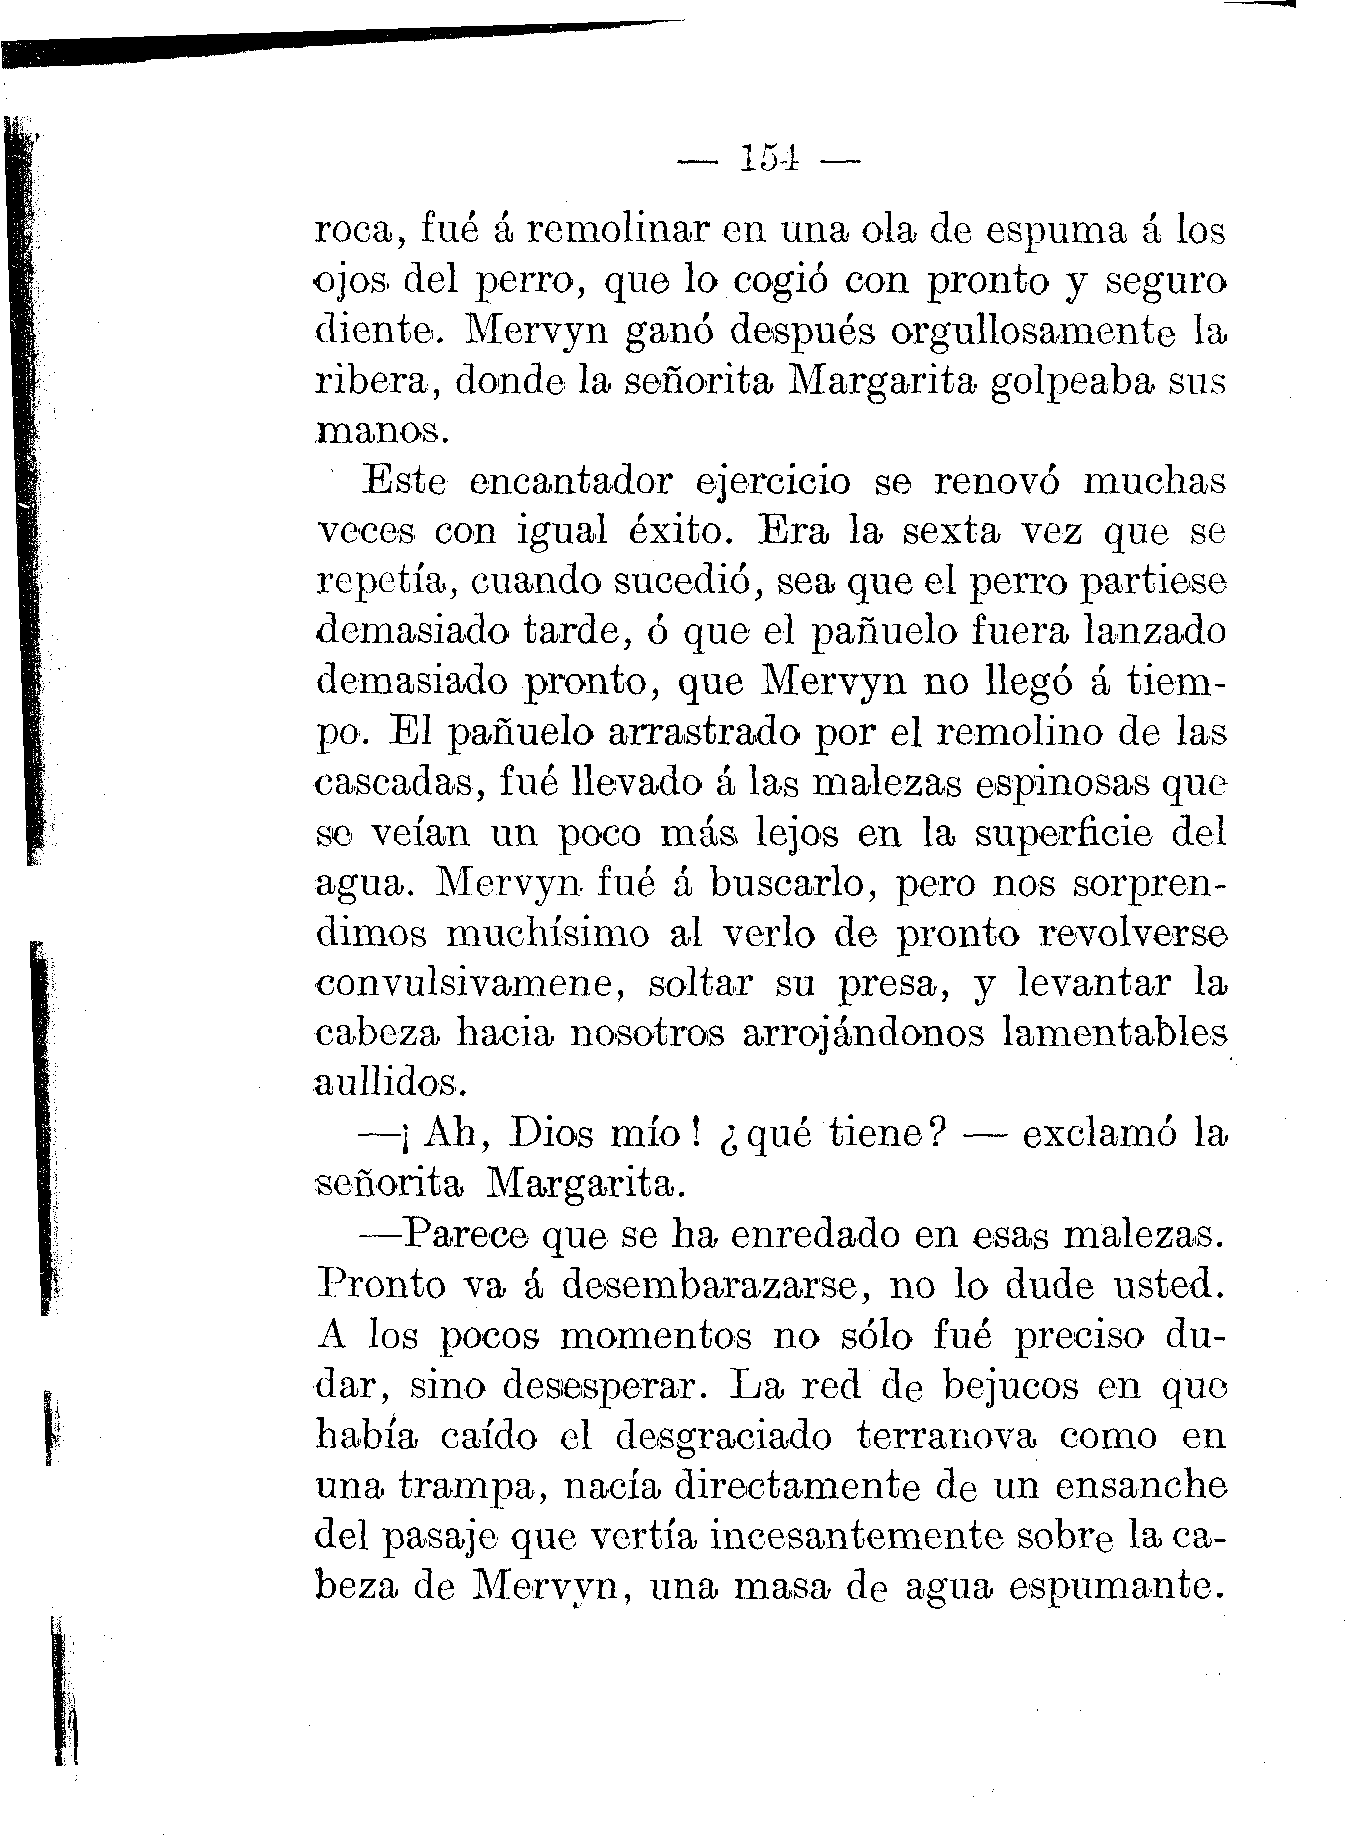 — 154 —
roca, fué á remolinar en una ola de espuma á los
ojos del perro, que lo cogió con pronto y seguro
diente. Mervyn ganó después orgullosamente la
ribera, donde la señorita Margarita golpeaba sus
manos.
Este encantador ejercicio se renovó muchas
veces con igual éxito. Era la sexta vez que se
repetía, cuando sucedió, sea que el perro partiese
demasiado tarde, ó que el pañuelo fuera lanzado
demasiado pronto, que Mervyn no llegó á tiem-
po. El pañuelo arrastrado por el remolino de las
cascadas, fué llevado á las malezas espinosas que
se veían un poco más lejos en la superficie del
agua. Mervyn fué á buscarlo, pero nos sorpren-
dimos muchísimo al verlo de pronto revolverse
convulsivamene, soltar su presa, y levantar la
cabeza hacia nosotros arrojándonos lamentables
aullidos.
—¡ Ah, Dios mío ! ¿ qué tiene? — exclamó la
señorita Margarita.
—Parece que se ha enredado en esas malezas.
Pronto va á desembarazarse, no lo dude usted.
A los pocos momentos no sólo fué preciso du-
dar, sino desesperar. La red de bejucos en que
había caído el desgraciado terranova como en
una trampa, nacía directamente de un ensanche
del pasaje que vertía incesantemente sobre la ca-
beza de Mervyn, una masa de agua espumante.